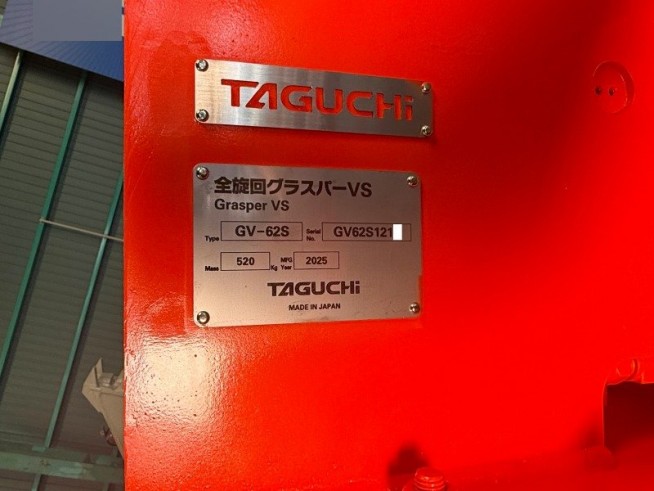 TAGUCHi
全旋回グラスパーVS
Grasper VS
Type GV-62S Serial No. GV62S121
Mass 520 Kg MFG Year 2025
TAGUCHi
MADE IN JAPAN